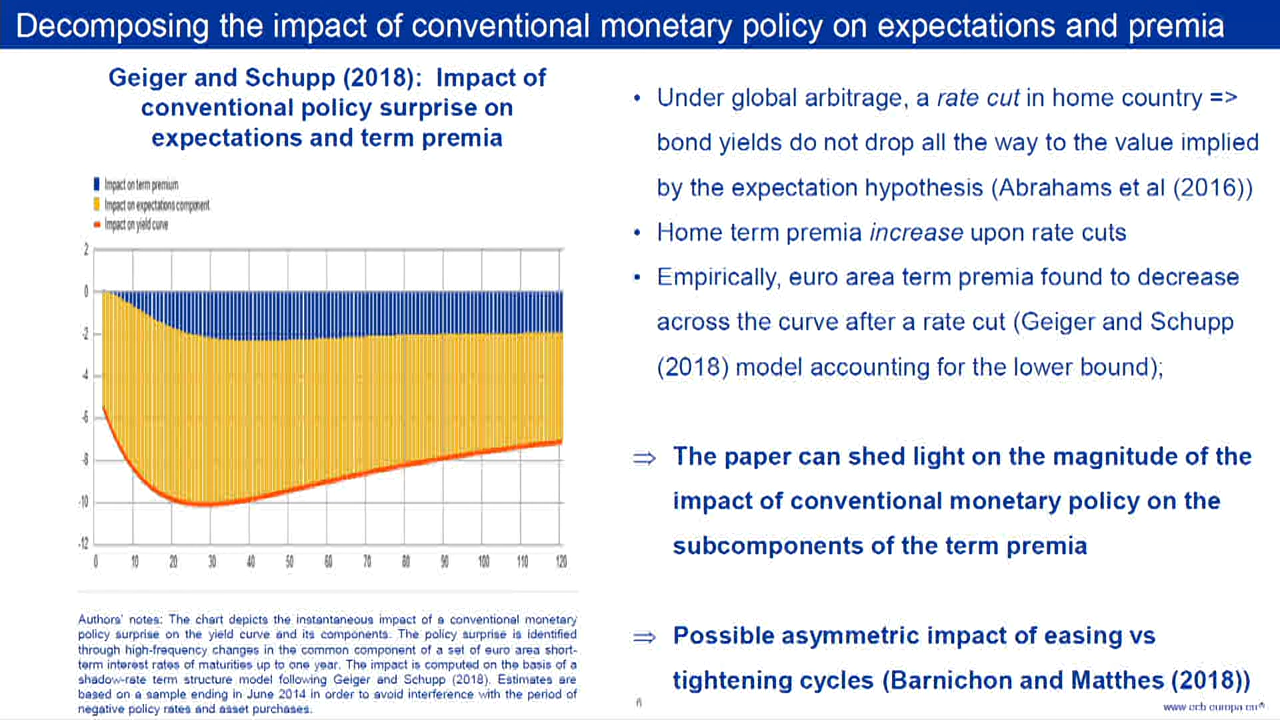 Decomposing the impact of conventional monetary policy on expectations and premia
Geiger and Schupp (2018): Impact of
conventional policy surprise on
expectations and term premia
Impact on term premium
Impact on expectations component
Impact on yield curve
2
0
-2
-4
-6
-8
-10
-12
0 10 20 30 40 50 60 70 80 90 100 110 120
Authors' notes: The chart depicts the instantaneous impact of a conventional monetary
policy surprise on the yield curve and its components. The policy surprise is identified
through high-frequency changes in the common component of a set of euro area short-
term interest rates of maturities up to one year. The impact is computed on the basis of a
shadow-rate term structure model following Geiger and Schupp (2018). Estimates are
based on a sample ending in June 2014 in order to avoid interference with the period of
negative policy rates and asset purchases.
• Under global arbitrage, a rate cut in home country =>
bond yields do not drop all the way to the value implied
by the expectation hypothesis (Abrahams et al (2016))
• Home term premia increase upon rate cuts
• Empirically, euro area term premia found to decrease
across the curve after a rate cut (Geiger and Schupp
(2018) model accounting for the lower bound);
⇒ The paper can shed light on the magnitude of the
impact of conventional monetary policy on the
subcomponents of the term premia
⇒ Possible asymmetric impact of easing vs
tightening cycles (Barnichon and Matthes (2018))
6
www.ecb.europa.eu©